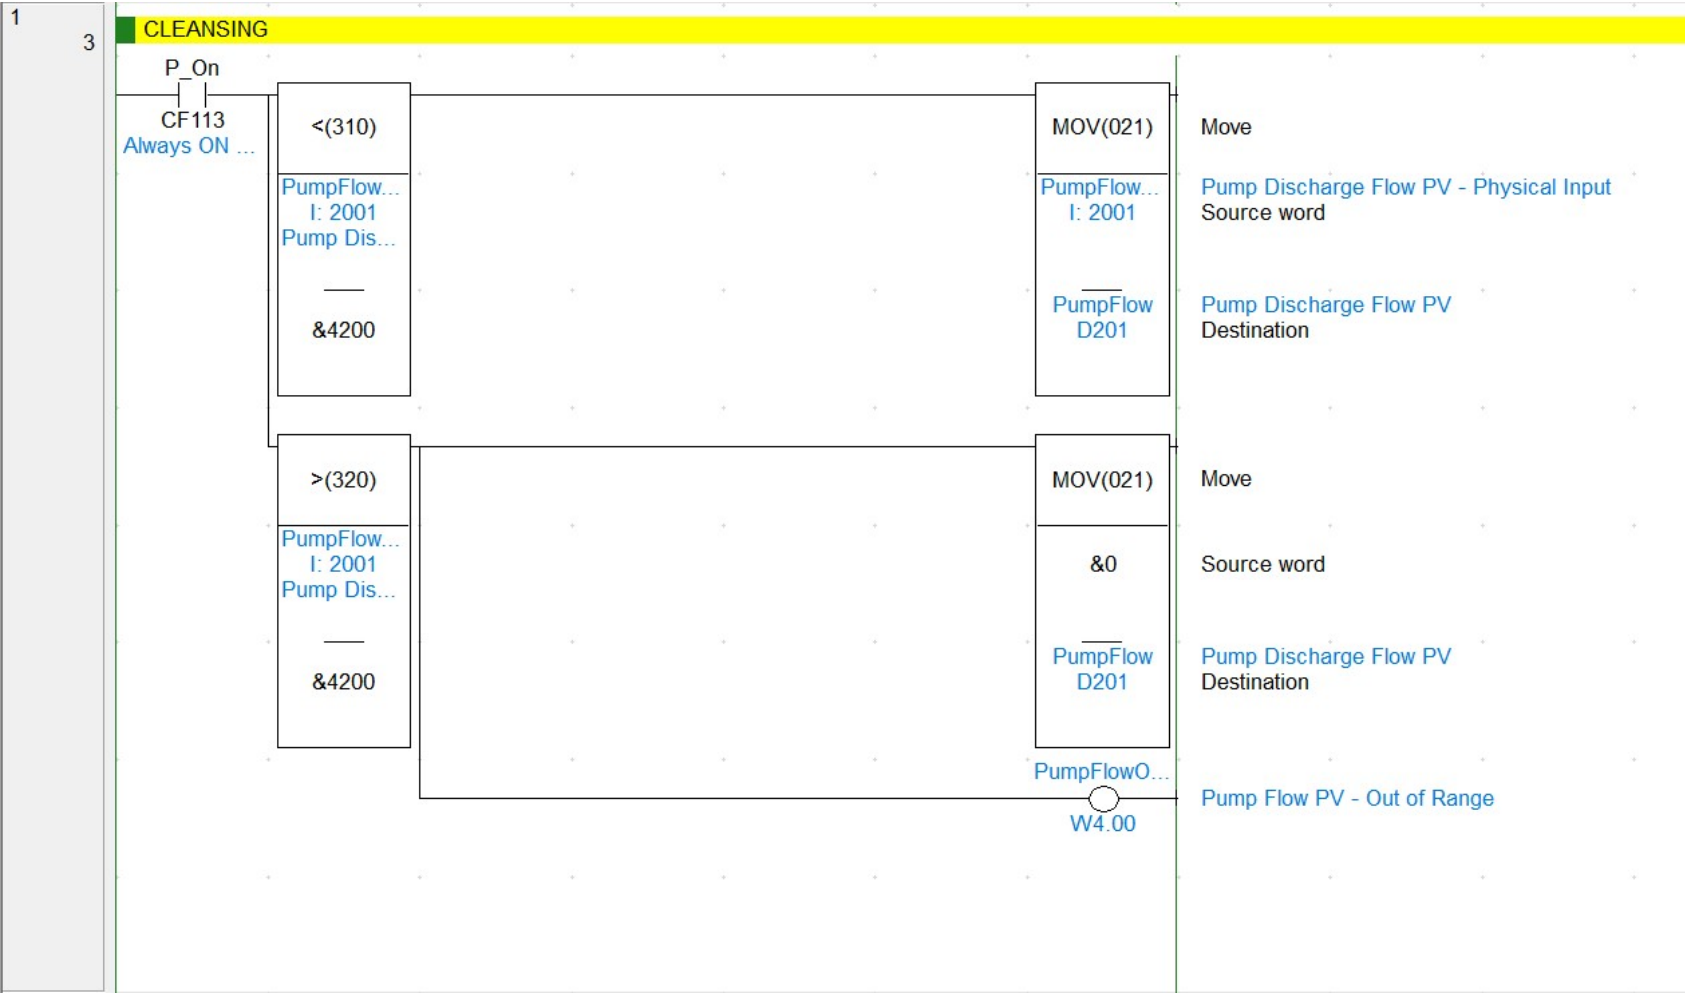 1
3
CLEANSING
P_On
CF113
Always ON ...
<(310)
PumpFlow...
I: 2001
Pump Dis...
&4200
MOV(021)
Move
PumpFlow...
I: 2001
Pump Discharge Flow PV - Physical Input
Source word
PumpFlow
D201
Pump Discharge Flow PV
Destination
>(320)
PumpFlow...
I: 2001
Pump Dis...
&4200
MOV(021)
Move
&0
Source word
PumpFlow
D201
Pump Discharge Flow PV
Destination
PumpFlowO...
W4.00
Pump Flow PV - Out of Range